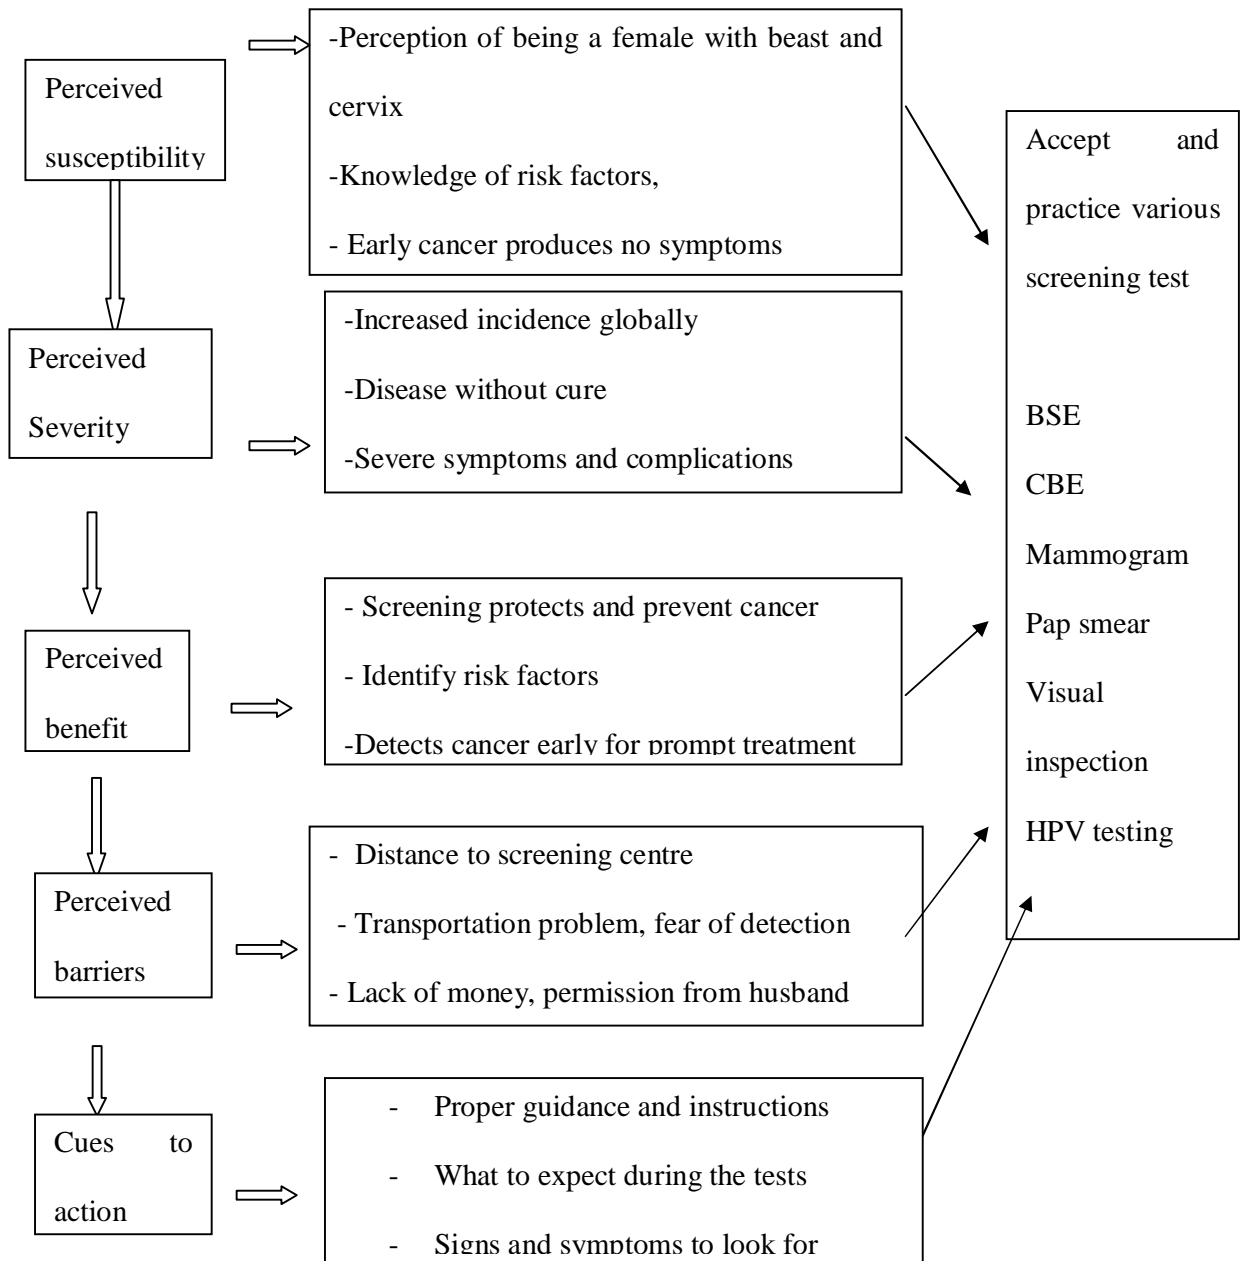 Perceived
susceptibility
-Perception of being a female with beast and
cervix
-Knowledge of risk factors,
- Early cancer produces no symptoms
Perceived
Severity
-Increased incidence globally
-Disease without cure
-Severe symptoms and complications
Perceived
benefit
- Screening protects and prevent cancer
- Identify risk factors
-Detects cancer early for prompt treatment
Perceived
barriers
- Distance to screening centre
- Transportation problem, fear of detection
- Lack of money, permission from husband
Cues to
action
- Proper guidance and instructions
- What to expect during the tests
- Signs and symptoms to look for
Accept and
practice various
screening test
BSE
CBE
Mammogram
Pap smear
Visual
inspection
HPV testing